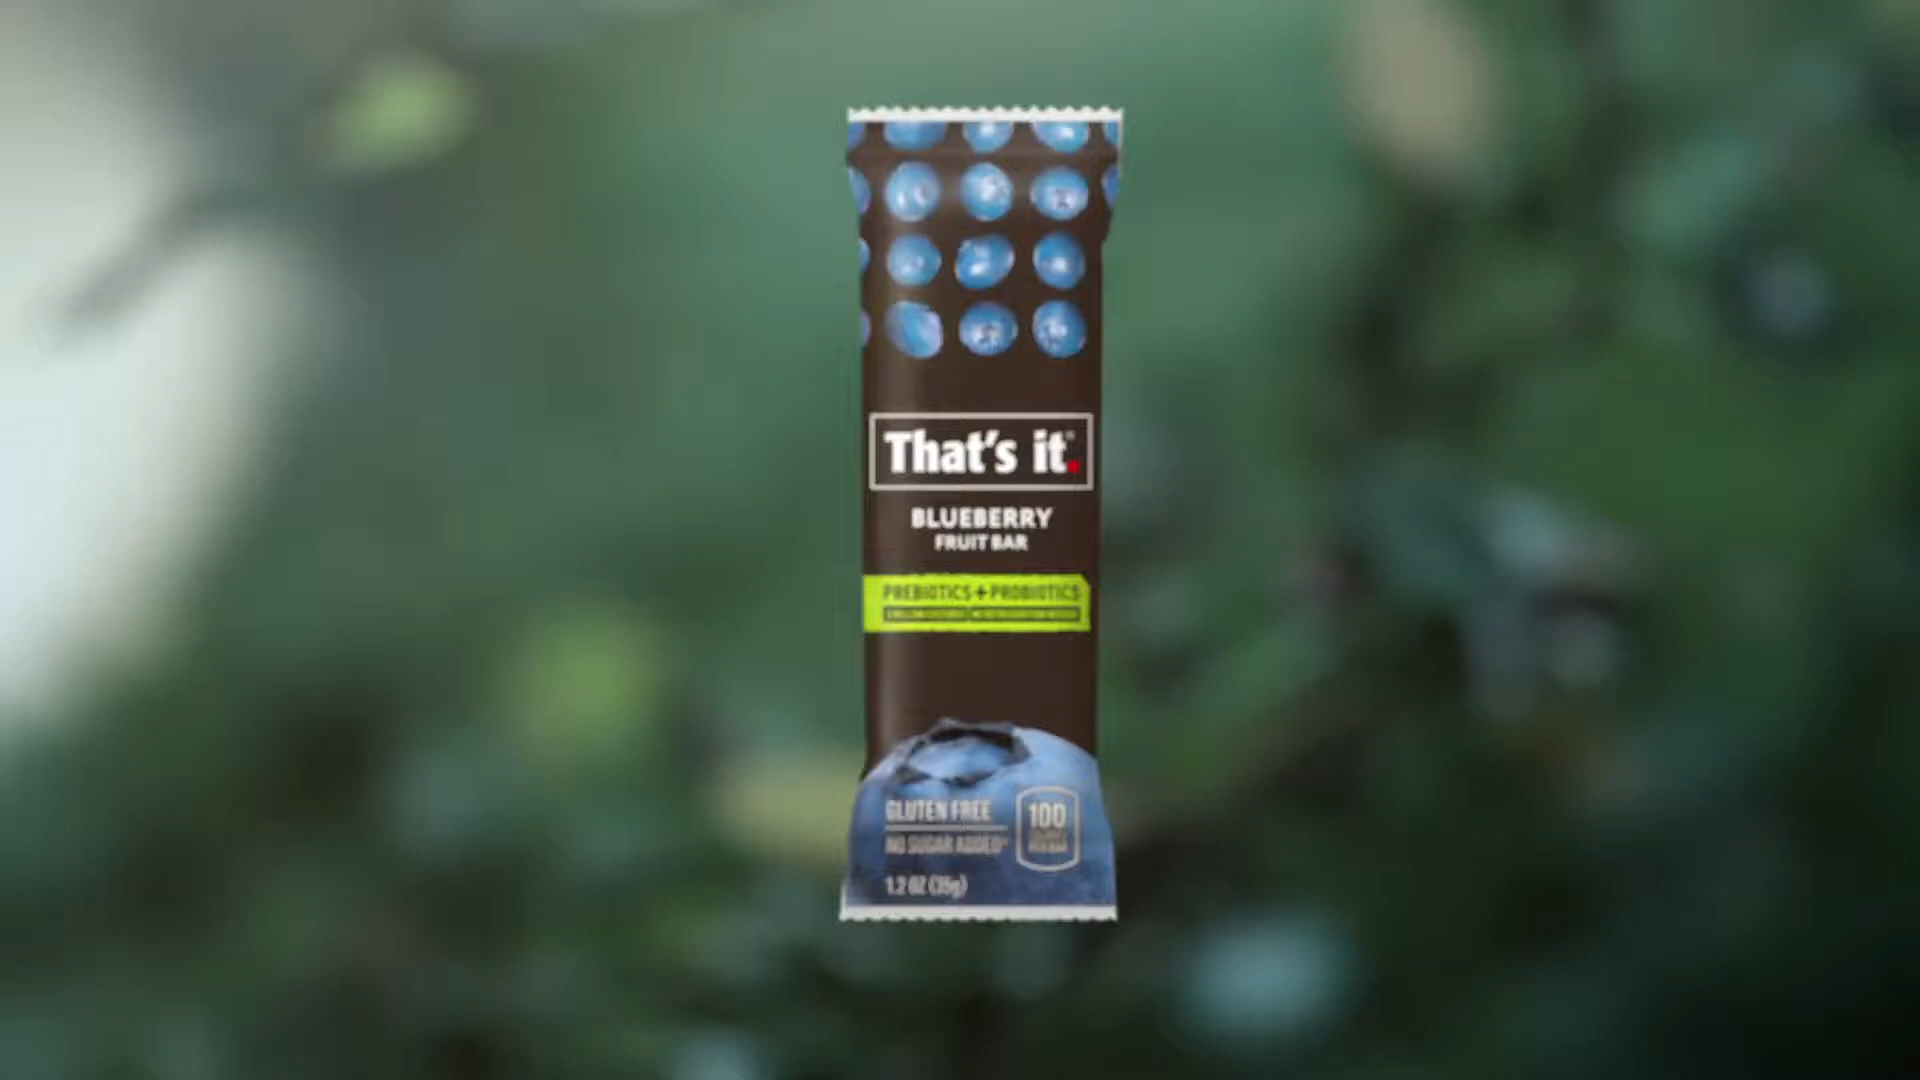 That's it.
BLUEBERRY
FRUIT BAR
PREBIOTICS+PROBIOTICS
GLUTEN FREE
NO SUGAR ADDED*
100
1.2 OZ (35g)